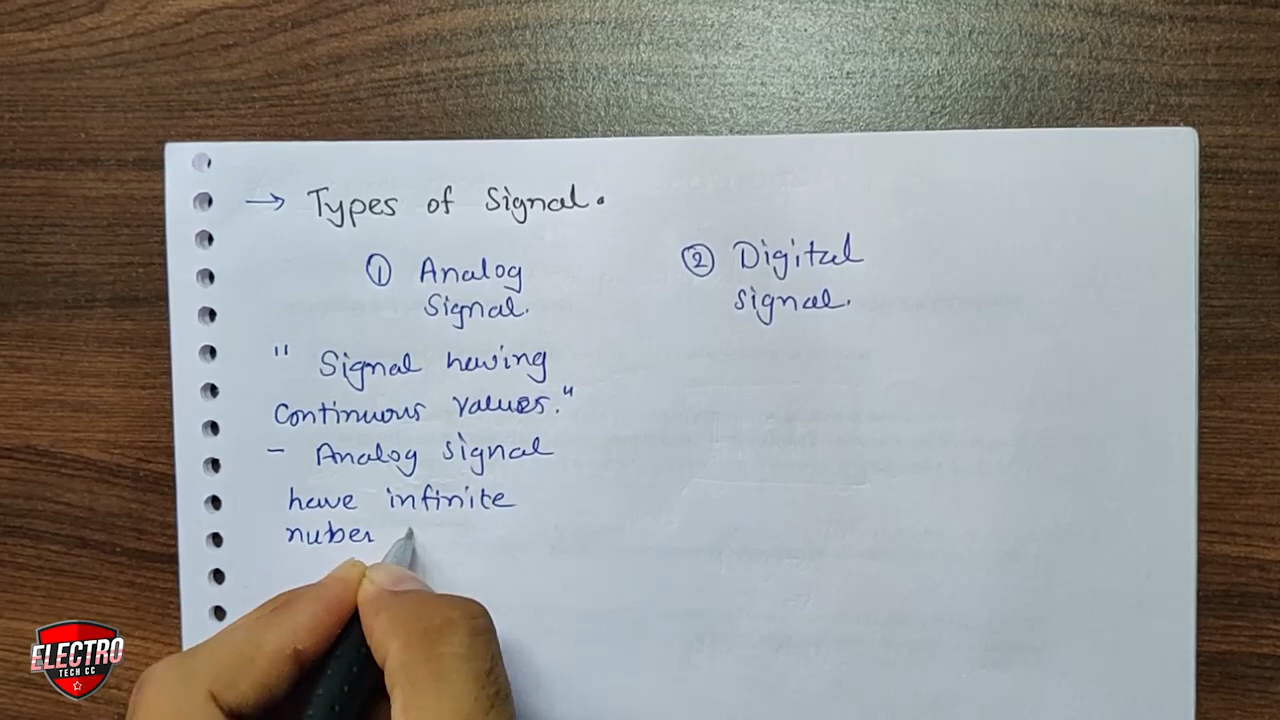 → Types of Signal.
① Analog
Signal.
② Digital
signal.
" Signal having
continuous values."
- Analog signal
have infinite
nuber
ELECTRO
TECH CC